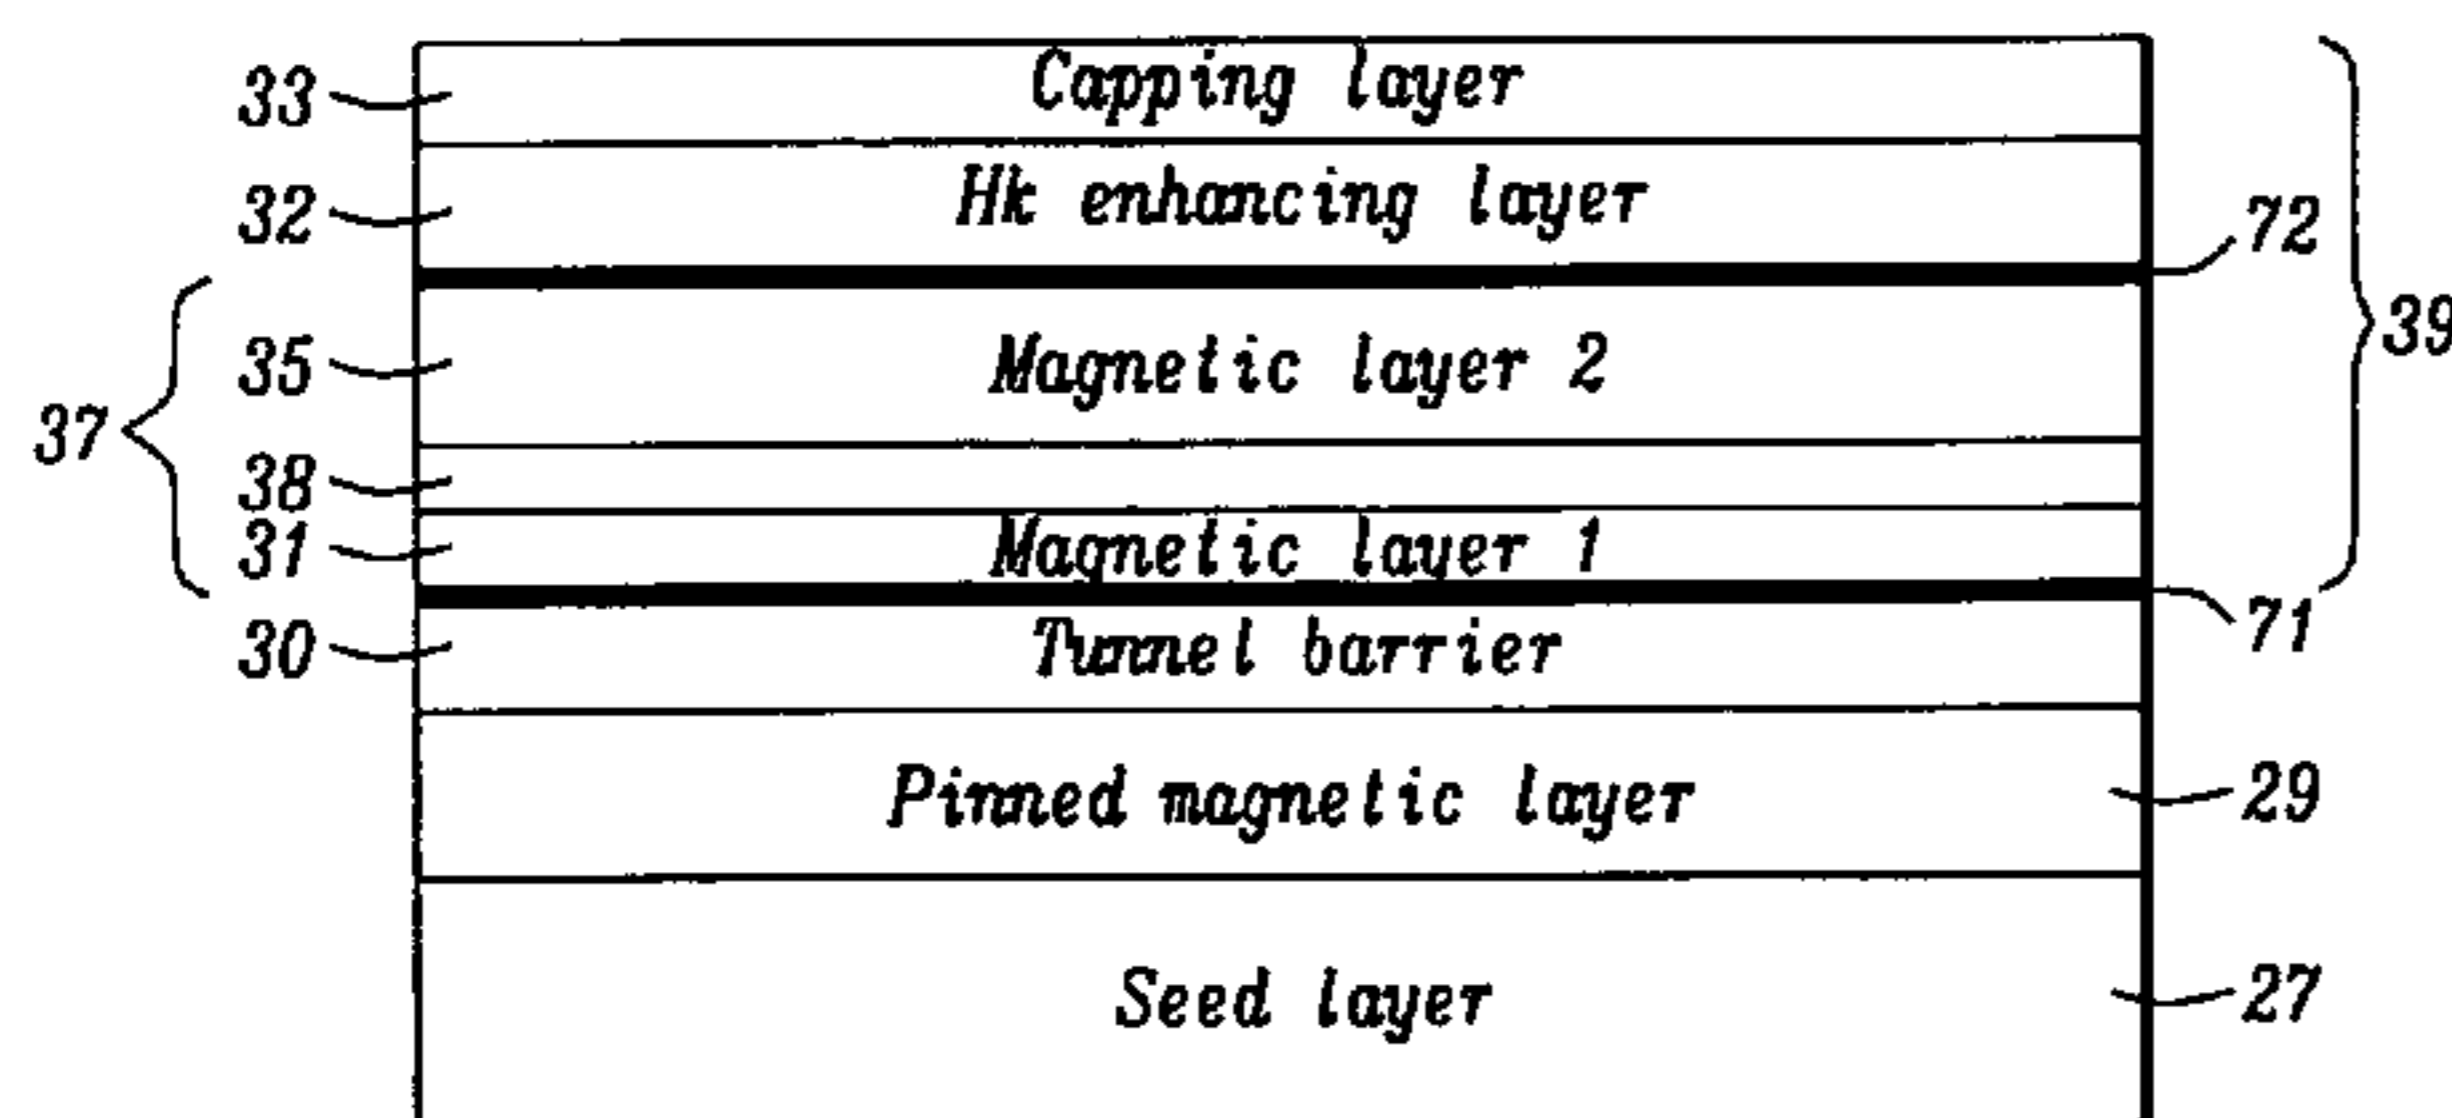 33 Capping layer
32 Hk enhancing layer
72
35 Magnetic layer 2
39
37
38
31 Magnetic layer 1
71
30 Tunnel barrier
Pinned magnetic layer 29
Seed layer 27